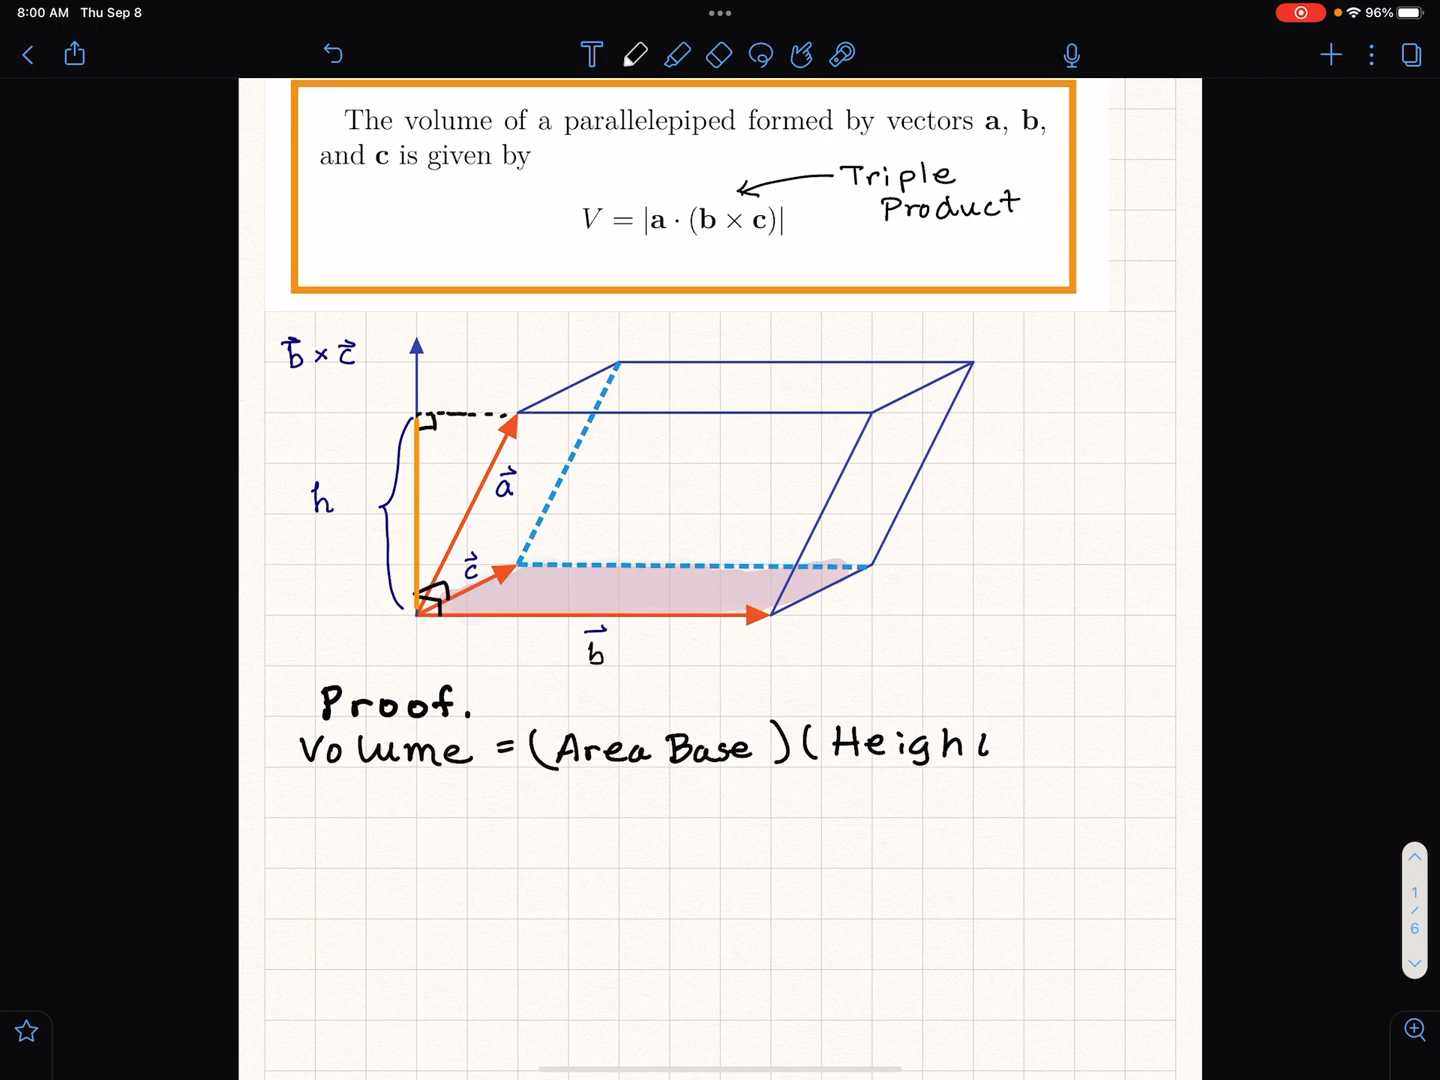 8:00 AM Thu Sep 8
96%
The volume of a parallelepiped formed by vectors a, b,
and c is given by
Triple
Product
V = |a · (b × c)|
b⃗ × c⃗
h
a⃗
c⃗
b⃗
Proof.
Volume = (Area Base) (Heigh
1
/
6